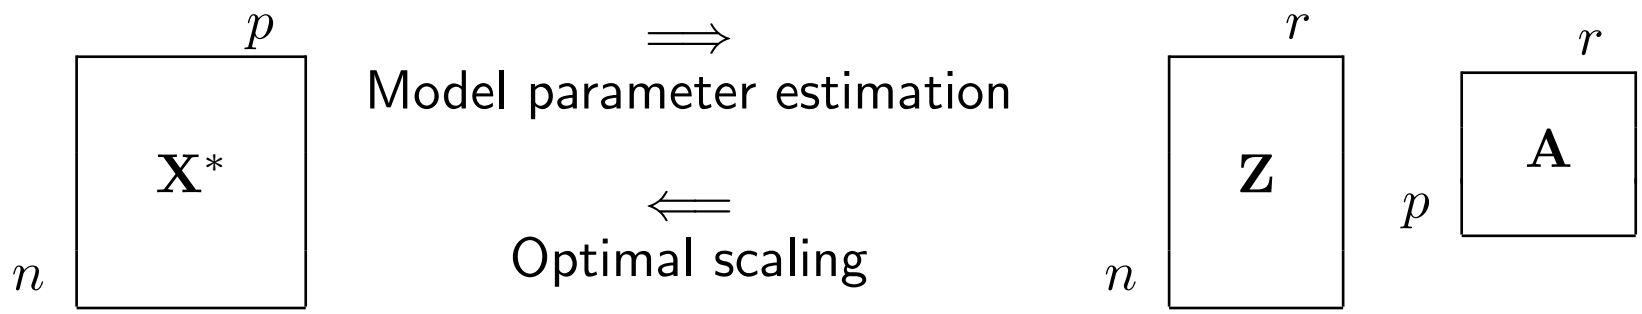 p
⟹
r
r
Model parameter estimation
X*
Z
A
⟸
p
Optimal scaling
n
n